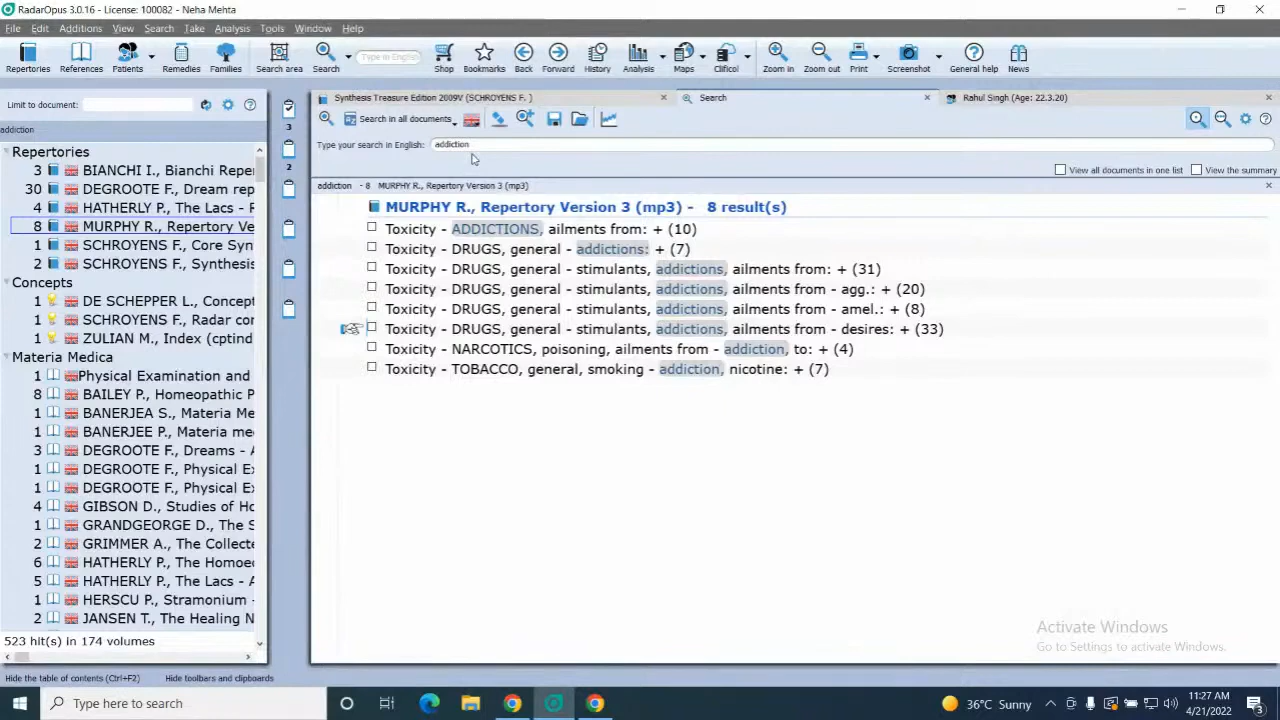 RadarOpus 3.0.16 - License: 100082 - Neha Mehta
File Edit Additions View Search Take Analysis Tools Window Help
Type in English
Repertories References Patients Remedies Families Search area Search Shop Bookmarks Back Forward History Analysis Maps Clificol Zoom in Zoom out Print Screenshot General help News
Limit to document:
addiction
Repertories
3 BIANCHI I., Bianchi Reper
30 DEGROOTE F., Dream rep
4 HATHERLY P., The Lacs - R
8 MURPHY R., Repertory Ve
1 SCHROYENS F., Core Syn
2 SCHROYENS F., Synthesis
Concepts
1 DE SCHEPPER L., Concept
1 SCHROYENS F., Radar con
1 ZULIAN M., Index (cptind
Materia Medica
1 Physical Examination and
8 BAILEY P., Homeopathic P
1 BANERJEA S., Materia Me
1 BANERJEE P., Materia med
3 DEGROOTE F., Dreams - A
1 DEGROOTE F., Physical Ex
1 DEGROOTE F., Physical Ex
4 GIBSON D., Studies of Ho
1 GRANDGEORGE D., The S
2 GRIMMER A., The Collecte
6 HATHERLY P., The Homoeo
5 HATHERLY P., The Lacs - A
1 HERSCU P., Stramonium -
2 JANSEN T., The Healing N
523 hit(s) in 174 volumes
3
2
Synthesis Treasure Edition 2009V (SCHROYENS F. )
Search
Rahul Singh (Age: 22.3.20)
Search in all documents
Type your search in English: addiction
View all documents in one list View the summary
addiction - 8 MURPHY R., Repertory Version 3 (mp3)
MURPHY R., Repertory Version 3 (mp3) - 8 result(s)
Toxicity - ADDICTIONS, ailments from: + (10)
Toxicity - DRUGS, general - addictions: + (7)
Toxicity - DRUGS, general - stimulants, addictions, ailments from: + (31)
Toxicity - DRUGS, general - stimulants, addictions, ailments from - agg.: + (20)
Toxicity - DRUGS, general - stimulants, addictions, ailments from - amel.: + (8)
Toxicity - DRUGS, general - stimulants, addictions, ailments from - desires: + (33)
Toxicity - NARCOTICS, poisoning, ailments from - addiction, to: + (4)
Toxicity - TOBACCO, general, smoking - addiction, nicotine: + (7)
Activate Windows
Go to Settings to activate Windows.
Hide the table of contents (Ctrl+F2) Hide toolbars and clipboards
Type here to search
36°C Sunny
11:27 AM
4/21/2022
3